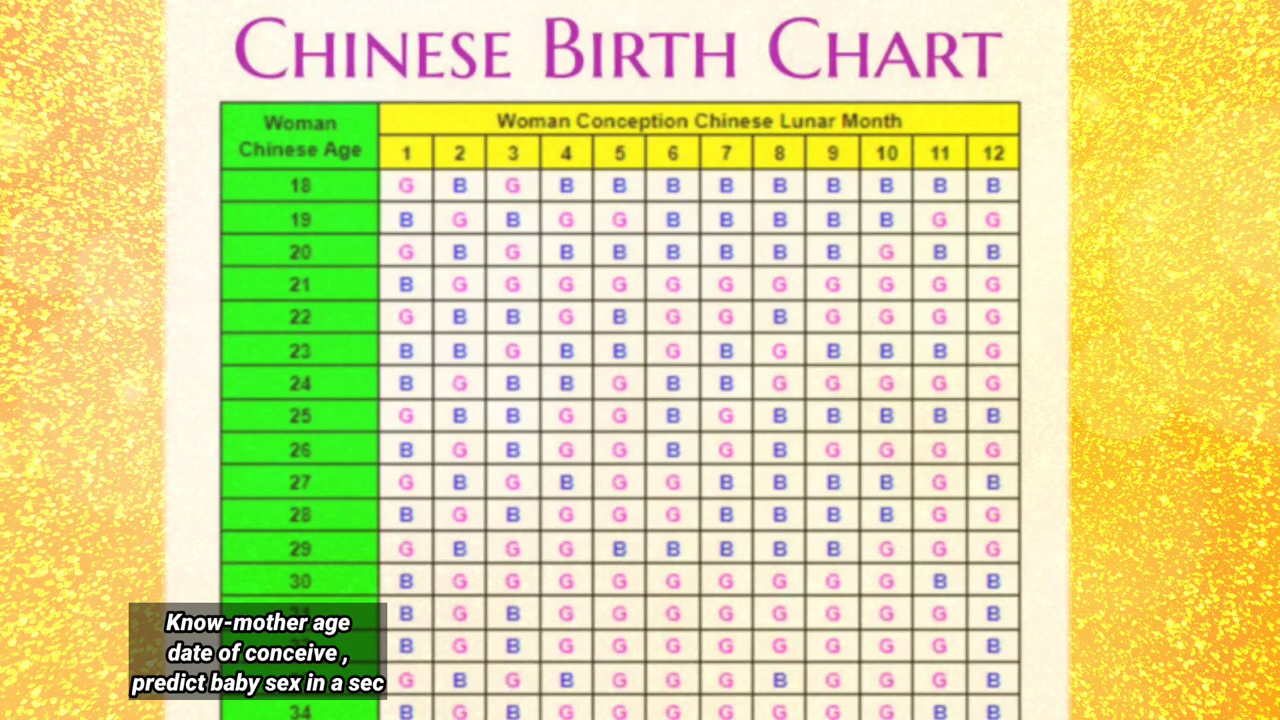 CHINESE BIRTH CHART
Woman Chinese Age
Woman Conception Chinese Lunar Month
1 2 3 4 5 6 7 8 9 10 11 12
18 G B G B B B B B B B B B
19 B G B G G B B B B B G G
20 G B G B B B B B B G B B
21 B G G G G G G G G G G G
22 G B B G B G G B G G G G
23 B B G B B G B G B B B G
24 B G B B G B B G G G G G
25 G B B G G B G B B B B B
26 B G B G G B G B G G G G
27 G B G B G G B B B B G B
28 B G B G G G B B B B G G
29 G B G G B B B B B G G G
30 B G G G G G G G G G B B
B G B G G G G G G G G B
B G B G G G G G G G G B
G B G B G G G B G G G B
34 B G B G G G G G G G B B
Know-mother age
date of conceive ,
predict baby sex in a sec